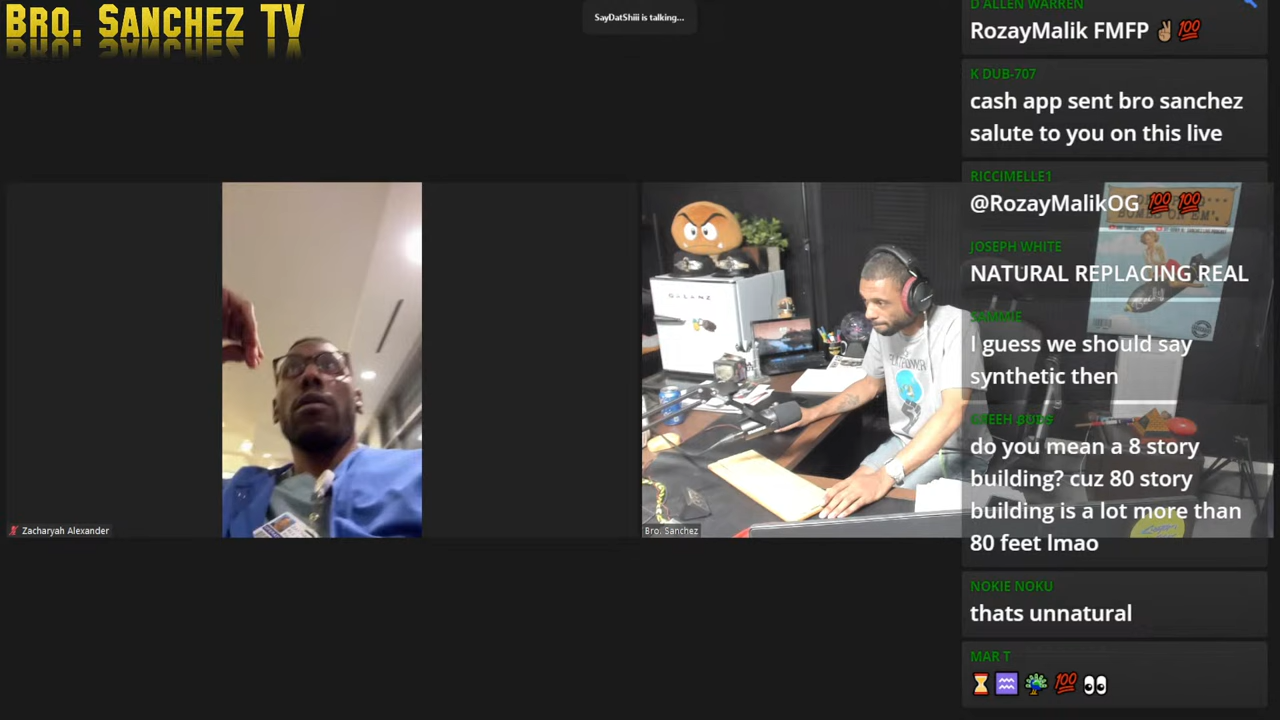 BRO. SANCHEZ TV
SayDatShiii is talking...
D ALLEN WARREN
RozayMalik FMFP ✌🏽💯
K DUB-707
cash app sent bro sanchez
salute to you on this live
RICCIMELLE1
@RozayMalikOG 💯 💯
JOSEPH WHITE
NATURAL REPLACING REAL
I guess we should say
synthetic then
do you mean a 8 story
building? cuz 80 story
building is a lot more than
80 feet lmao
NOKIE NOKU
thats unnatural
MAR T
⏳♒🦚💯👀
GALANZ
Zacharyah Alexander
Bro. Sanchez